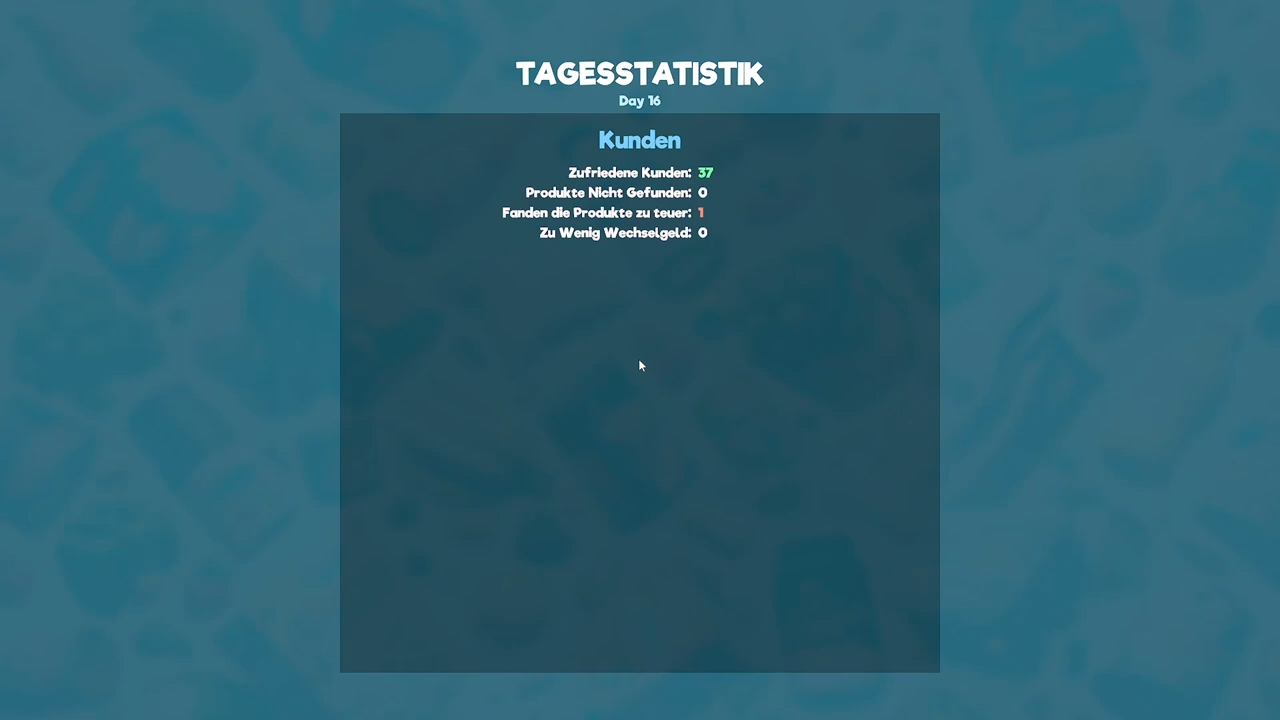 TAGESSTATISTIK
Day 16
Kunden
Zufriedene Kunden: 37
Produkte Nicht Gefunden: 0
Fanden die Produkte zu teuer: 1
Zu Wenig Wechselgeld: 0